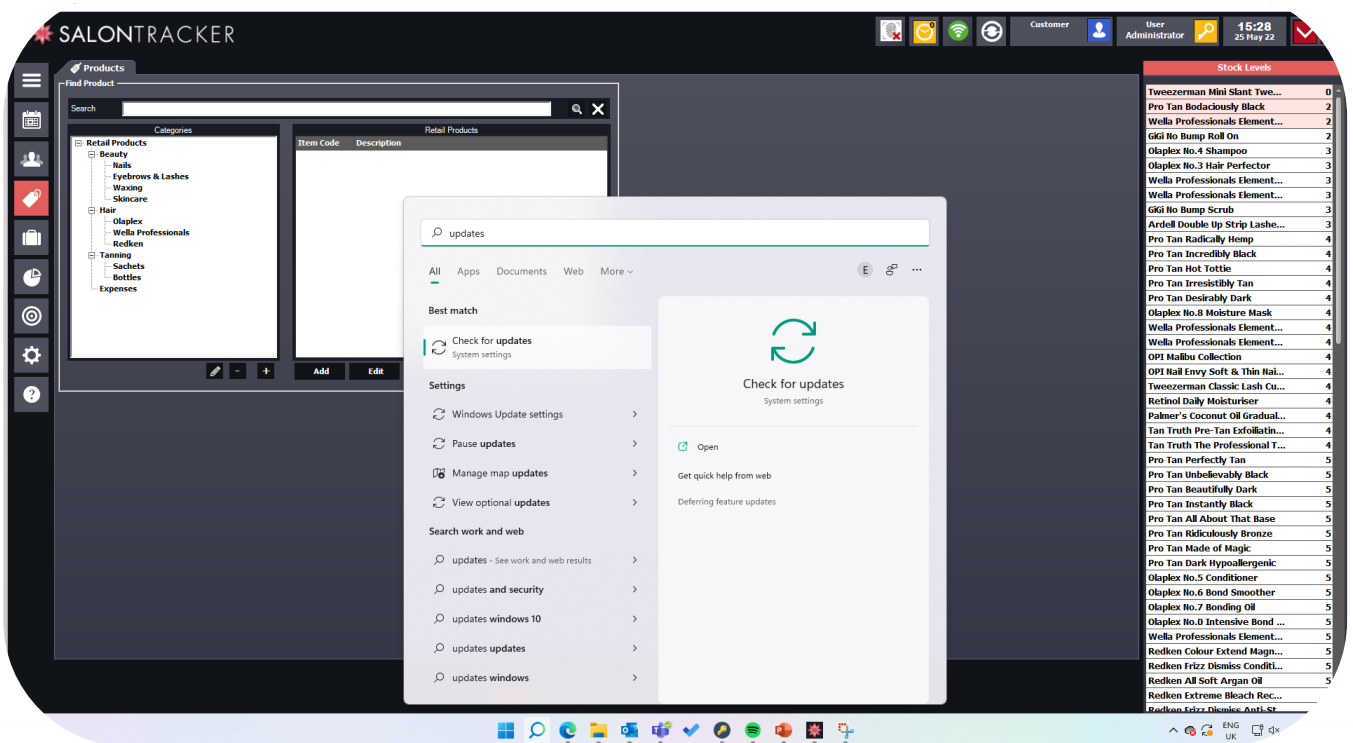 SALONTRACKER
0
Customer
User
Administrator
15:28
25 May 22
Products
Find Product
Search
Categories
Retail Products
Beauty
Nails
Eyebrows & Lashes
Waxing
Skincare
Hair
Olaplex
Wella Professionals
Redken
Tanning
Sachets
Bottles
Expenses
Retail Products
Item Code Description
- +
Add Edit
updates
All Apps Documents Web More
E
Best match
Check for updates
System settings
Settings
Windows Update settings
Pause updates
Manage map updates
View optional updates
Search work and web
updates - See work and web results
updates and security
updates windows 10
updates updates
updates windows
Check for updates
System settings
Open
Get quick help from web
Deferring feature updates
Stock Levels
Tweezerman Mini Slant Twe... 0
Pro Tan Bodaciously Black 2
Wella Professionals Element... 2
GiGi No Bump Roll On 2
Olaplex No.4 Shampoo 3
Olaplex No.3 Hair Perfector 3
Wella Professionals Element... 3
Wella Professionals Element... 3
GiGi No Bump Scrub 3
Ardell Double Up Strip Lashe... 3
Pro Tan Radically Hemp 4
Pro Tan Incredibly Black 4
Pro Tan Hot Tottie 4
Pro Tan Irresistibly Tan 4
Pro Tan Desirably Dark 4
Olaplex No.8 Moisture Mask 4
Wella Professionals Element... 4
Wella Professionals Element... 4
OPI Malibu Collection 4
OPI Nail Envy Soft & Thin Nai... 4
Tweezerman Classic Lash Cu... 4
Retinol Daily Moisturiser 4
Palmer's Coconut Oil Gradual... 4
Tan Truth Pre-Tan Exfoliatin... 4
Tan Truth The Professional T... 4
Pro Tan Perfectly Tan 5
Pro Tan Unbelievably Black 5
Pro Tan Beautifully Dark 5
Pro Tan Instantly Black 5
Pro Tan All About That Base 5
Pro Tan Ridiculously Bronze 5
Pro Tan Made of Magic 5
Pro Tan Dark Hypoallergenic 5
Olaplex No.5 Conditioner 5
Olaplex No.6 Bond Smoother 5
Olaplex No.7 Bonding Oil 5
Olaplex No.0 Intensive Bond ... 5
Wella Professionals Element... 5
Redken Colour Extend Magn... 5
Redken Frizz Dismiss Conditi... 5
Redken All Soft Argan Oil 5
Redken Extreme Bleach Rec...
Redken Frizz Dismiss Anti-St
ENG
UK